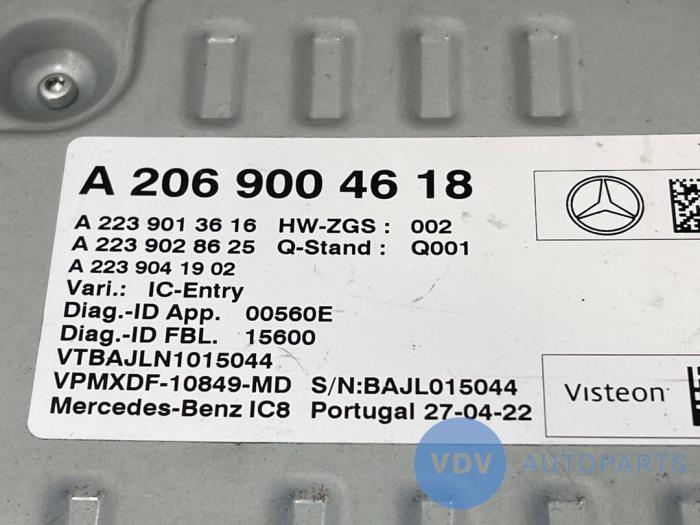 A 206 900 46 18
A 223 901 36 16 HW-ZGS : 002
A 223 902 86 25 Q-Stand : Q001
A 223 904 19 02
Vari.: IC-Entry
Diag.-ID App. 00560E
Diag.-ID FBL. 15600
VTBAJLN1015044
VPMXDF-10849-MD S/N:BAJL015044
Mercedes-Benz IC8 Portugal 27-04-22
Visteon
VDV AUTOPARTS